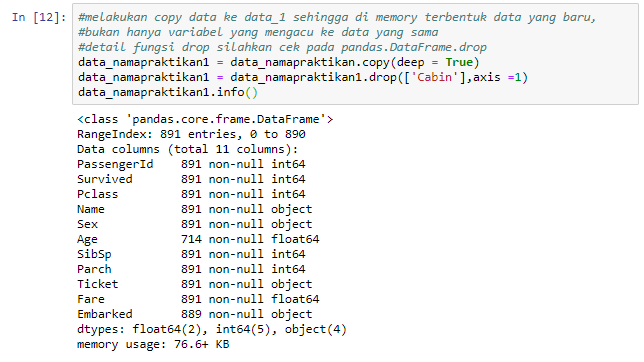 In [12]: #melakukan copy data ke data_1 sehingga di memory terbentuk data yang baru,
#bukan hanya variabel yang mengacu ke data yang sama
#detail fungsi drop silahkan cek pada pandas.DataFrame.drop
data_namapraktikan1 = data_namapraktikan.copy(deep = True)
data_namapraktikan1 = data_namapraktikan1.drop(['Cabin'],axis =1)
data_namapraktikan1.info()
<class 'pandas.core.frame.DataFrame'>
RangeIndex: 891 entries, 0 to 890
Data columns (total 11 columns):
PassengerId    891 non-null int64
Survived       891 non-null int64
Pclass         891 non-null int64
Name           891 non-null object
Sex            891 non-null object
Age            714 non-null float64
SibSp          891 non-null int64
Parch          891 non-null int64
Ticket         891 non-null object
Fare           891 non-null float64
Embarked       889 non-null object
dtypes: float64(2), int64(5), object(4)
memory usage: 76.6+ KB